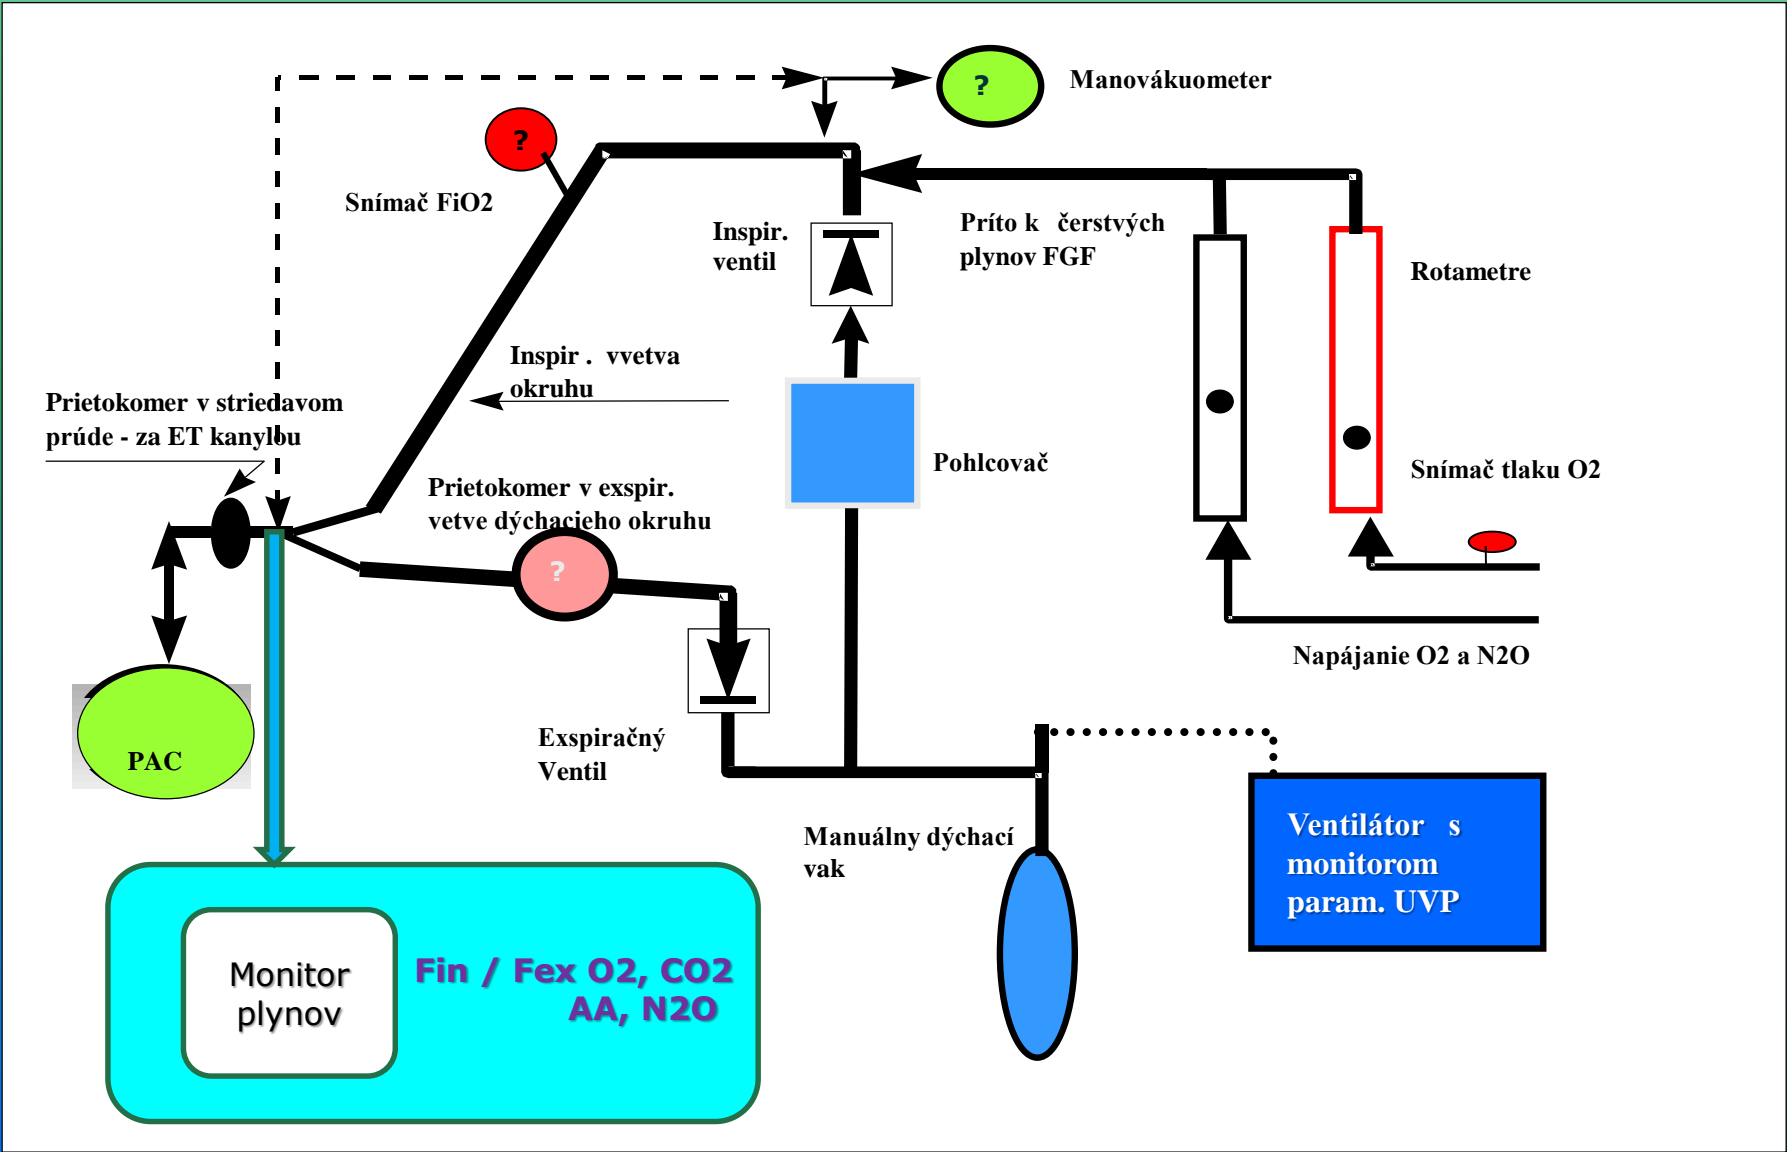 ?
Manovákuometer
?
Snímač FiO2
Inspir.
ventil
Príto k čerstvých
plynov FGF
Rotametre
Inspir . vvetva
okruhu
Prietokomer v striedavom
prúde - za ET kanylou
Pohlcovač
Snímač tlaku O2
Prietokomer v exspir.
vetve dýchacieho okruhu
?
Napájanie O2 a N2O
PAC
Exspiračný
Ventil
Manuálny dýchací
vak
Ventilátor s
monitorom
param. UVP
Monitor
plynov
Fin / Fex O2, CO2
AA, N2O